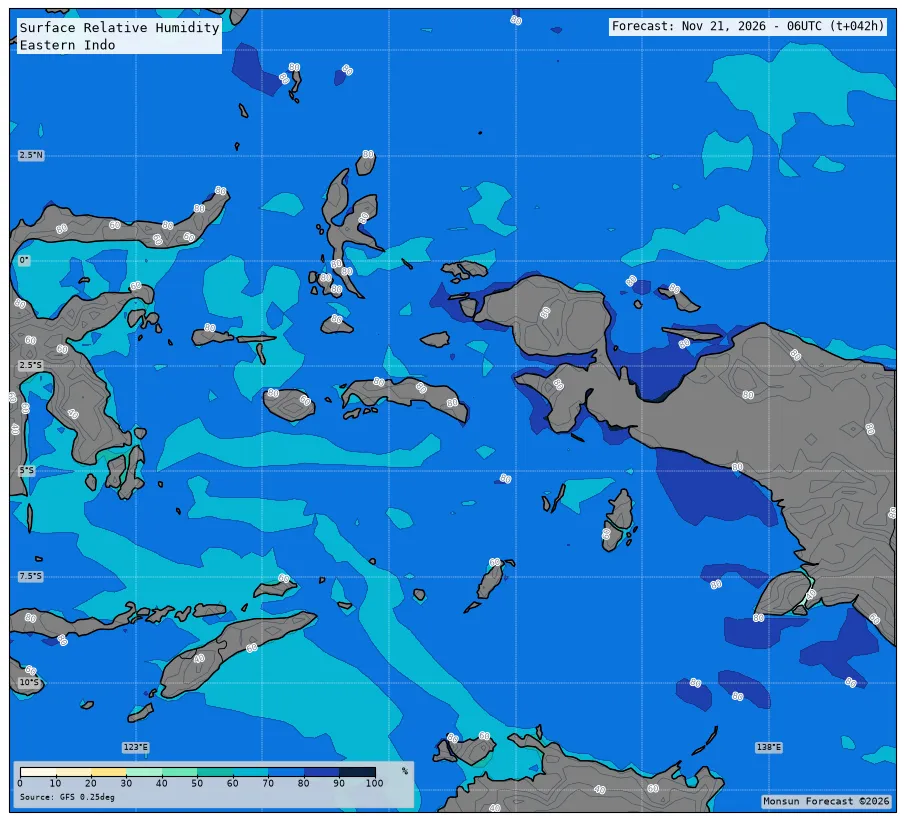 Surface Relative Humidity
Eastern Indo
Forecast: Nov 21, 2026 - 06UTC (t+042h)
2.5°N
0°
2.5°S
5°S
7.5°S
10°S
123°E
138°E
%
0 10 20 30 40 50 60 70 80 90 100
Source: GFS 0.25deg
Monsun Forecast ©2026